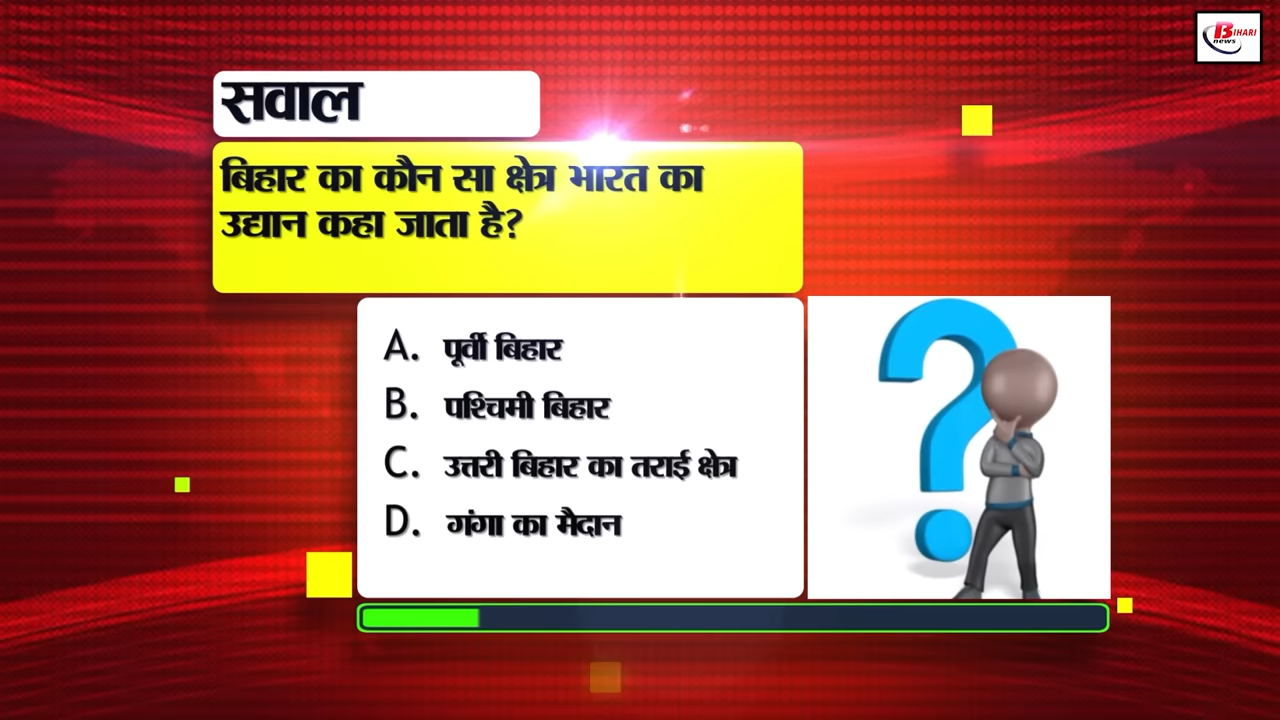 BIHARI
news
सवाल
बिहार का कौन सा क्षेत्र भारत का
उद्यान कहा जाता है?
A. पूर्वी बिहार
B. पश्चिमी बिहार
C. उत्तरी बिहार का तराई क्षेत्र
D. गंगा का मैदान